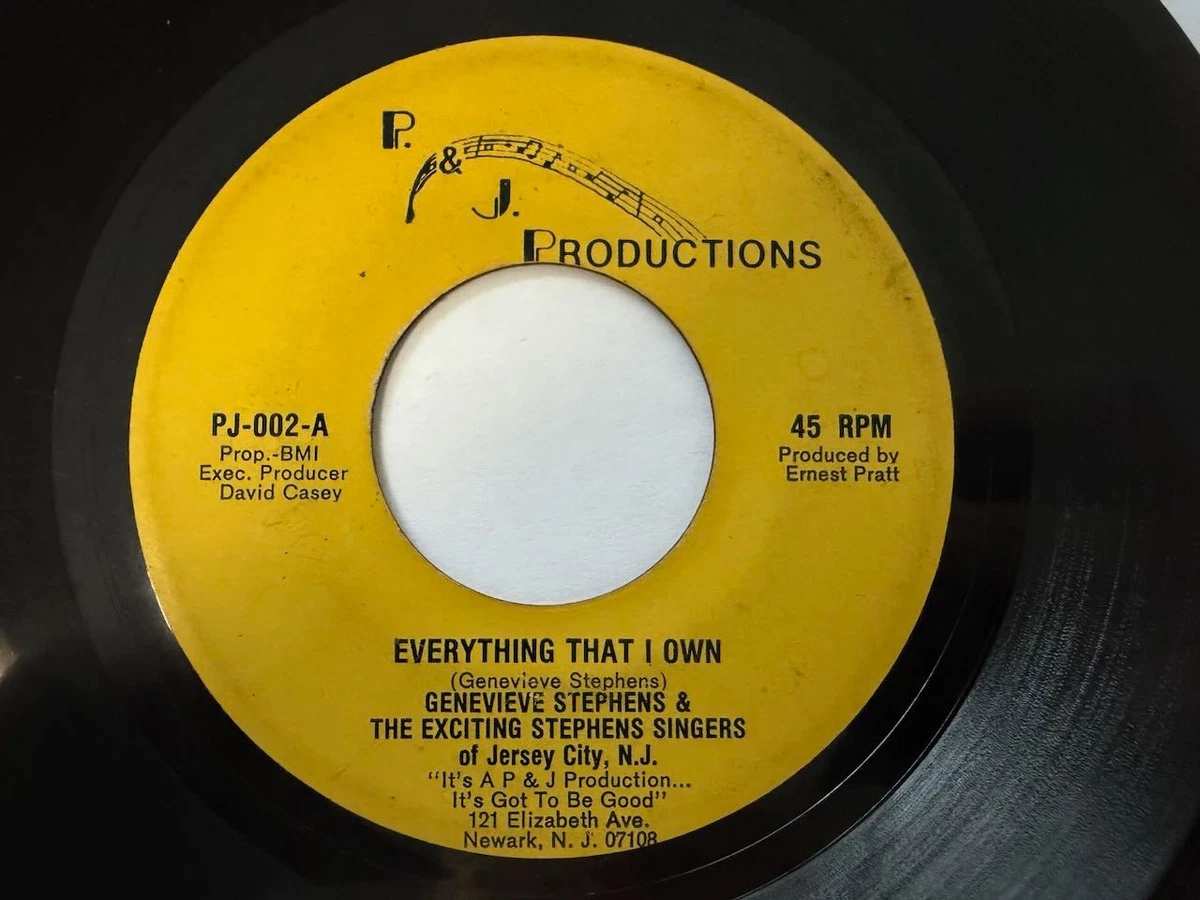 P.
&
J.
PRODUCTIONS
PJ-002-A
Prop.-BMI
Exec. Producer
David Casey
45 RPM
Produced by
Ernest Pratt
EVERYTHING THAT I OWN
(Genevieve Stephens)
GENEVIEVE STEPHENS &
THE EXCITING STEPHENS SINGERS
of Jersey City, N.J.
"It's A P & J Production...
It's Got To Be Good"
121 Elizabeth Ave.
Newark, N. J. 07108